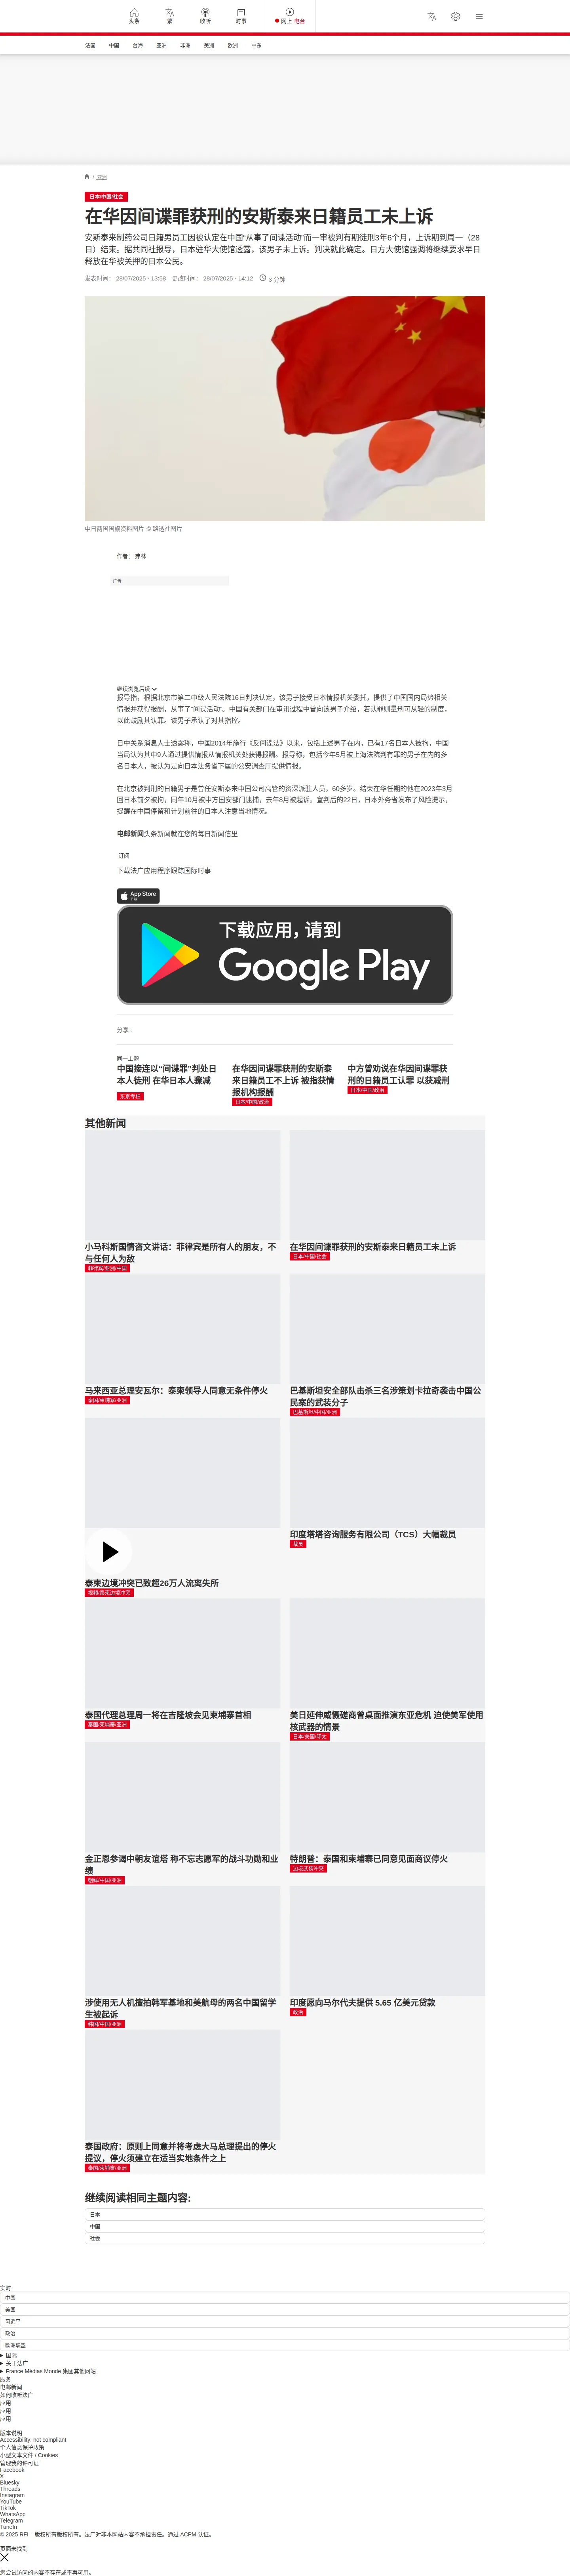 头条
繁
收听
时事
网上 电台
法国 中国 台海 亚洲 非洲 美洲 欧洲 中东
/ 亚洲
日本/中国/社会
在华因间谍罪获刑的安斯泰来日籍员工未上诉
安斯泰来制药公司日籍男员工因被认定在中国“从事了间谍活动”而一审被判有期徒刑3年6个月，上诉期到周一（28
日）结束。据共同社报导，日本驻华大使馆透露，该男子未上诉。判决就此确定。日方大使馆强调将继续要求早日
释放在华被关押的日本公民。
发表时间： 28/07/2025 - 13:58 更改时间： 28/07/2025 - 14:12 3 分钟
中日两国国旗资料图片 © 路透社图片
作者： 弗林
广告
继续浏览后续
报导指，根据北京市第二中级人民法院16日判决认定，该男子接受日本情报机关委托，提供了中国国内局势相关
情报并获得报酬，从事了“间谍活动”。中国有关部门在审讯过程中曾向该男子介绍，若认罪则量刑可从轻的制度，
以此鼓励其认罪。该男子承认了对其指控。
日中关系消息人士透露称，中国2014年施行《反间谍法》以来，包括上述男子在内，已有17名日本人被拘，中国
当局认为其中9人通过提供情报从情报机关处获得报酬。报导称，包括今年5月被上海法院判有罪的男子在内的多
名日本人，被认为是向日本法务省下属的公安调查厅提供情报。
在北京被判刑的日籍男子是曾任安斯泰来中国公司高管的资深派驻人员，60多岁。结束在华任期的他在2023年3月
回日本前夕被拘，同年10月被中方国安部门逮捕，去年8月被起诉。宣判后的22日，日本外务省发布了风险提示，
提醒在中国停留和计划前往的日本人注意当地情况。
电邮新闻头条新闻就在您的每日新闻信里
订阅
下载法广应用程序跟踪国际时事
App Store
下载
下载应用，请到
Google Play
分享 :
同一主题
中国接连以“间谍罪”判处日
本人徒刑 在华日本人骤减
东京专栏
在华因间谍罪获刑的安斯泰
来日籍员工不上诉 被指获情
报机构报酬
日本/中国/政治
中方曾劝说在华因间谍罪获
刑的日籍员工认罪 以获减刑
日本/中国/政治
其他新闻
小马科斯国情咨文讲话：菲律宾是所有人的朋友，不
与任何人为敌
菲律宾/亚洲/中国
在华因间谍罪获刑的安斯泰来日籍员工未上诉
日本/中国/社会
马来西亚总理安瓦尔：泰柬领导人同意无条件停火
泰国/柬埔寨/亚洲
巴基斯坦安全部队击杀三名涉策划卡拉奇袭击中国公
民案的武装分子
巴基斯坦/中国/亚洲
泰柬边境冲突已致超26万人流离失所
视频/泰柬边境冲突
印度塔塔咨询服务有限公司（TCS）大幅裁员
裁员
泰国代理总理周一将在吉隆坡会见柬埔寨首相
泰国/柬埔寨/亚洲
美日延伸威慑磋商曾桌面推演东亚危机 迫使美军使用
核武器的情景
日本/美国/印太
金正恩参谒中朝友谊塔 称不忘志愿军的战斗功勋和业
绩
朝鲜/中国/亚洲
特朗普：泰国和柬埔寨已同意见面商议停火
边境武装冲突
涉使用无人机擅拍韩军基地和美航母的两名中国留学
生被起诉
韩国/中国/亚洲
印度愿向马尔代夫提供 5.65 亿美元贷款
政治
泰国政府：原则上同意并将考虑大马总理提出的停火
提议，停火须建立在适当实地条件之上
泰国/柬埔寨/亚洲
继续阅读相同主题内容:
日本
中国
社会
实时
中国
美国
习近平
政治
欧洲联盟
国际
关于法广
France Médias Monde 集团其他网站
服务
电邮新闻
如何收听法广
应用
应用
应用
版本说明
Accessibility: not compliant
个人信息保护政策
小型文本文件 / Cookies
管理我的许可证
Facebook
X
Bluesky
Threads
Instagram
YouTube
TikTok
WhatsApp
Telegram
TuneIn
© 2025 RFI – 版权所有版权所有。法广对非本网站内容不承担责任。通过 ACPM 认证。
页面未找到
您尝试访问的内容不存在或不再可用。